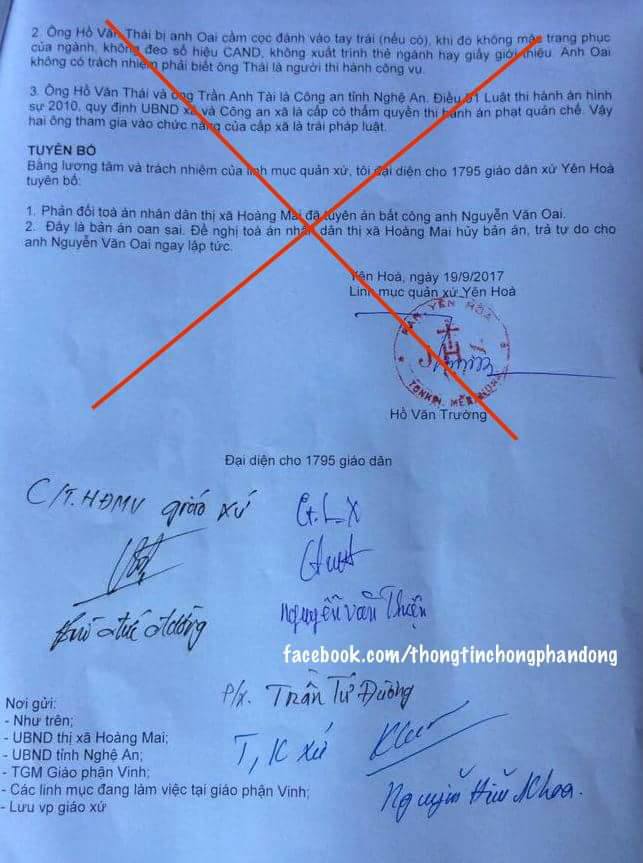 2. Ông Hồ Văn Thái bị anh Oai cầm cọc đánh vào tay trái (nếu có), khi đó không mặc trang phục
của ngành, không đeo số hiệu CAND, không xuất trình thẻ ngành hay giấy giới thiệu. Anh Oai
không có trách nhiệm phải biết ông Thái là người thi hành công vụ.
3. Ông Hồ Văn Thái và ông Trần Anh Tài là Công an tỉnh Nghệ An. Điều 91 Luật thi hành án hình
sự 2010, quy định UBND xã và Công an xã là cấp có thẩm quyền thi hành án phạt quản chế. Vậy
hai ông tham gia vào chức năng của cấp xã là trái pháp luật.
TUYÊN BỐ
Bằng lương tâm và trách nhiệm của linh mục quản xứ, tôi đại diện cho 1795 giáo dân xứ Yên Hoà
tuyên bố:
1. Phản đối toà án nhân dân thị xã Hoàng Mai đã tuyên án bất công anh Nguyễn Văn Oai.
2. Đây là bản án oan sai. Đề nghị toà án nhân dân thị xã Hoàng Mai hủy bản án, trả tự do cho
anh Nguyễn Văn Oai ngay lập tức.
Yên Hoà, ngày 19/9/2017
Linh mục quản xứ Yên Hoà
YÊN HÒA
Hồ Văn Trường
Đại diện cho 1795 giáo dân
C/T.HĐMV giáo xứ
G.L.X
Nguyễn Văn Thiện
facebook.com/thongtinchongphandong
P/x. Trần Tử Đường
T, K xứ
Nguyễn Hữu Khoa.
Nơi gửi:
- Như trên;
- UBND thị xã Hoàng Mai;
- UBND tỉnh Nghệ An;
- TGM Giáo phận Vinh;
- Các linh mục đang làm việc tại giáo phận Vinh;
- Lưu vp giáo xứ